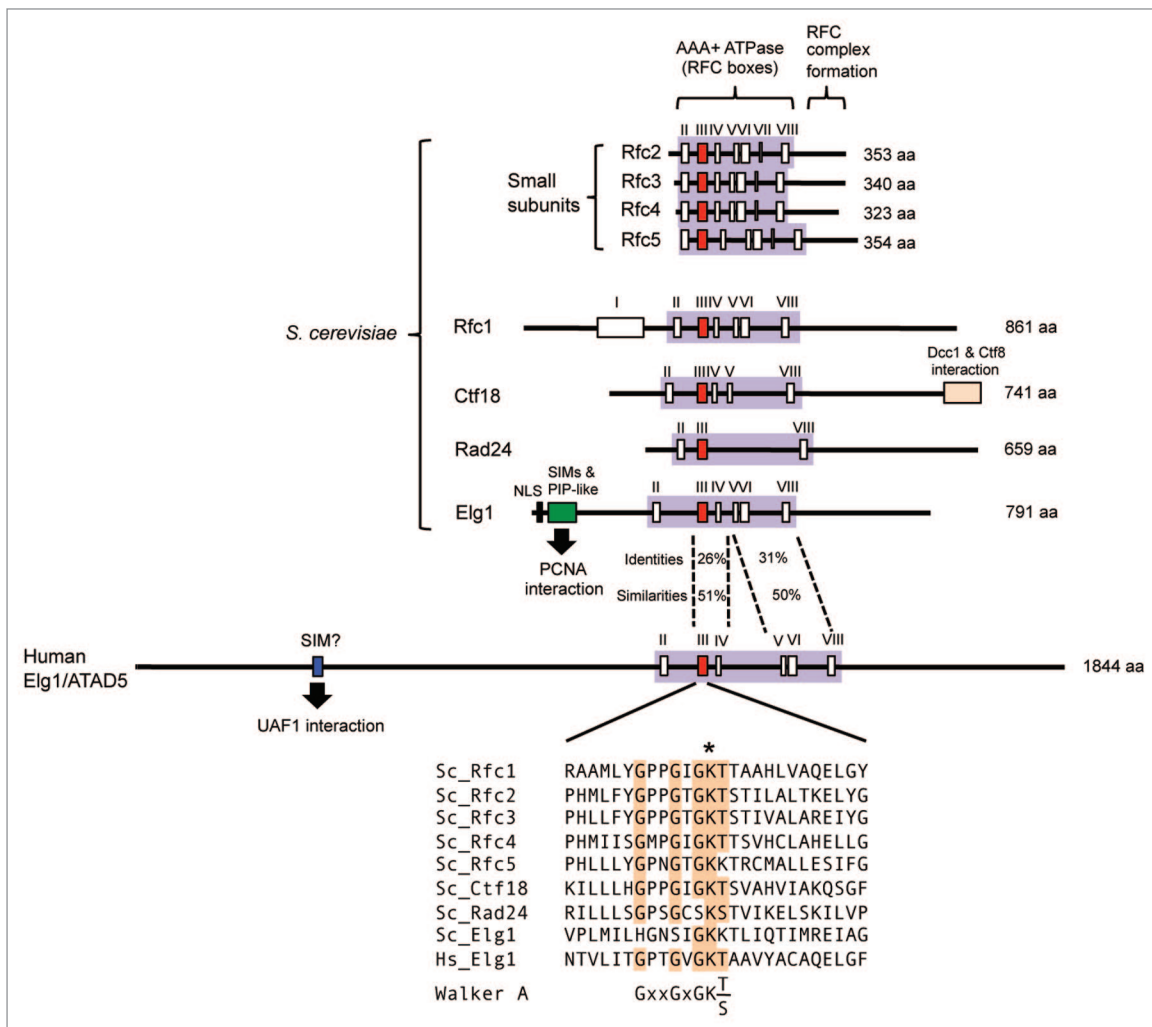 AAA+ ATPase
(RFC boxes)
RFC
complex
formation
II III IV V VI VII VIII
Rfc2 353 aa
Rfc3 340 aa
Rfc4 323 aa
Rfc5 354 aa
Small
subunits
S. cerevisiae
I II III IV V VI VIII
Rfc1 861 aa
Dcc1 & Ctf8
interaction
II III IV V VIII
Ctf18 741 aa
II III VIII
Rad24 659 aa
SIMs &
PIP-like
NLS
II III IV V VI VIII
Elg1 791 aa
PCNA
interaction
Identities 26% 31%
Similarities 51% 50%
SIM?
II III IV V VI VIII
Human
Elg1/ATAD5
1844 aa
UAF1 interaction
*
Sc_Rfc1 RAAMLYGPPGIGKTTAAHLVAQELGY
Sc_Rfc2 PHMLFYGPPGTGKTSTILALTKELYG
Sc_Rfc3 PHLLFYGPPGTGKTSTIVALAREIYG
Sc_Rfc4 PHMIISGMPGIGKTTSVHCLAHELLG
Sc_Rfc5 PHLLLYGPNGTGKKTRCMALLESIFG
Sc_Ctf18 KILLLHGPPGIGKTSVAHVIAKQSGF
Sc_Rad24 RILLLSGPSGCSKSTVIKELSKILVP
Sc_Elg1 VPLMILHGNSIGKKTLIQTIMREIAG
Hs_Elg1 NTVLITGPTGVGKTAAVYACAQELGF
Walker A GxxGxGKT
S